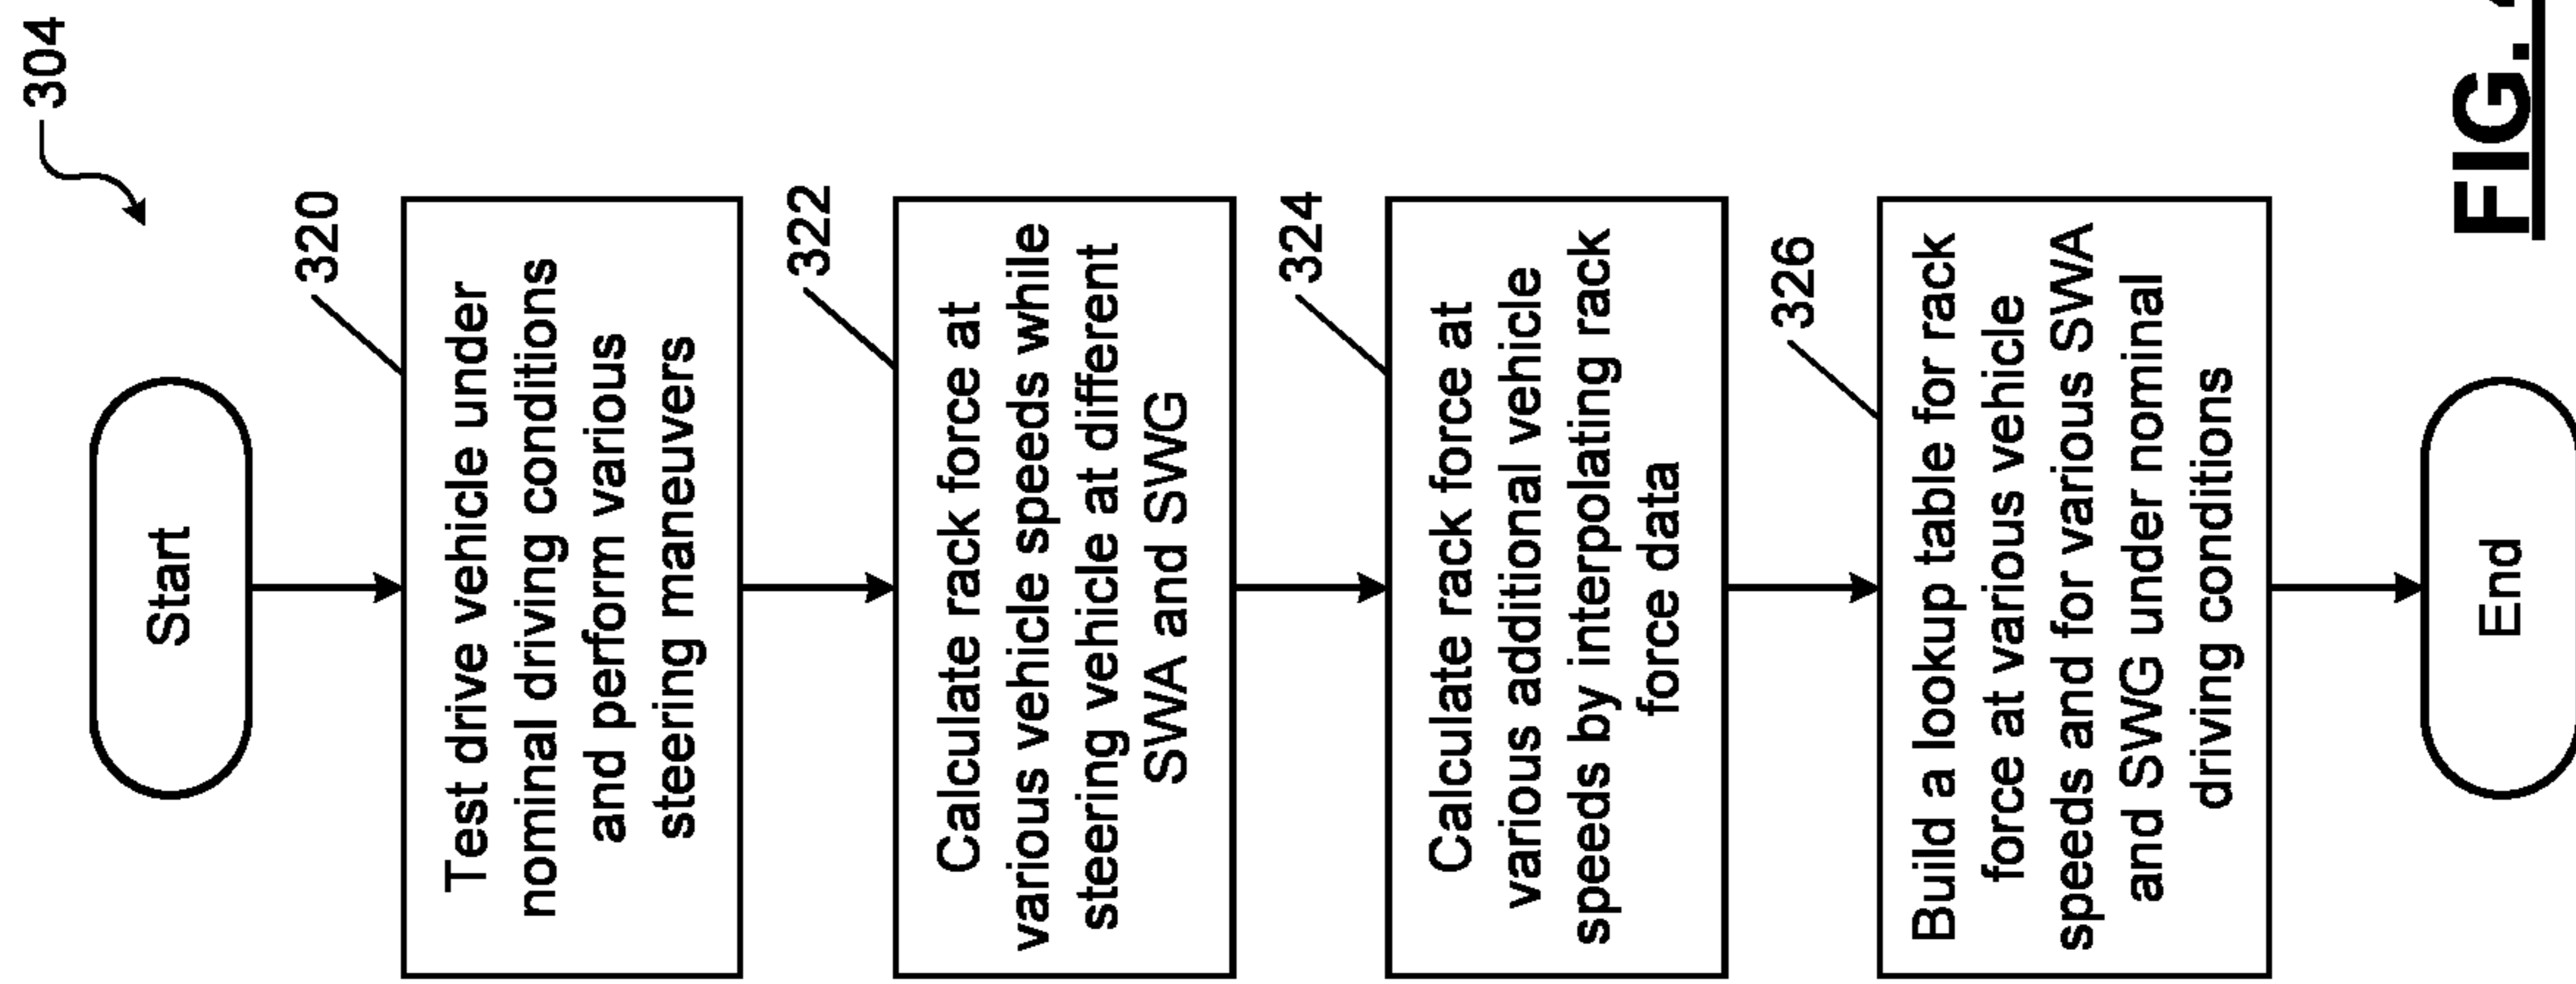 304
Start
320
Test drive vehicle under
nominal driving conditions
and perform various
steering maneuvers
322
Calculate rack force at
various vehicle speeds while
steering vehicle at different
SWA and SWG
324
Calculate rack force at
various additional vehicle
speeds by interpolating rack
force data
326
Build a lookup table for rack
force at various vehicle
speeds and for various SWA
and SWG under nominal
driving conditions
End
FIG.